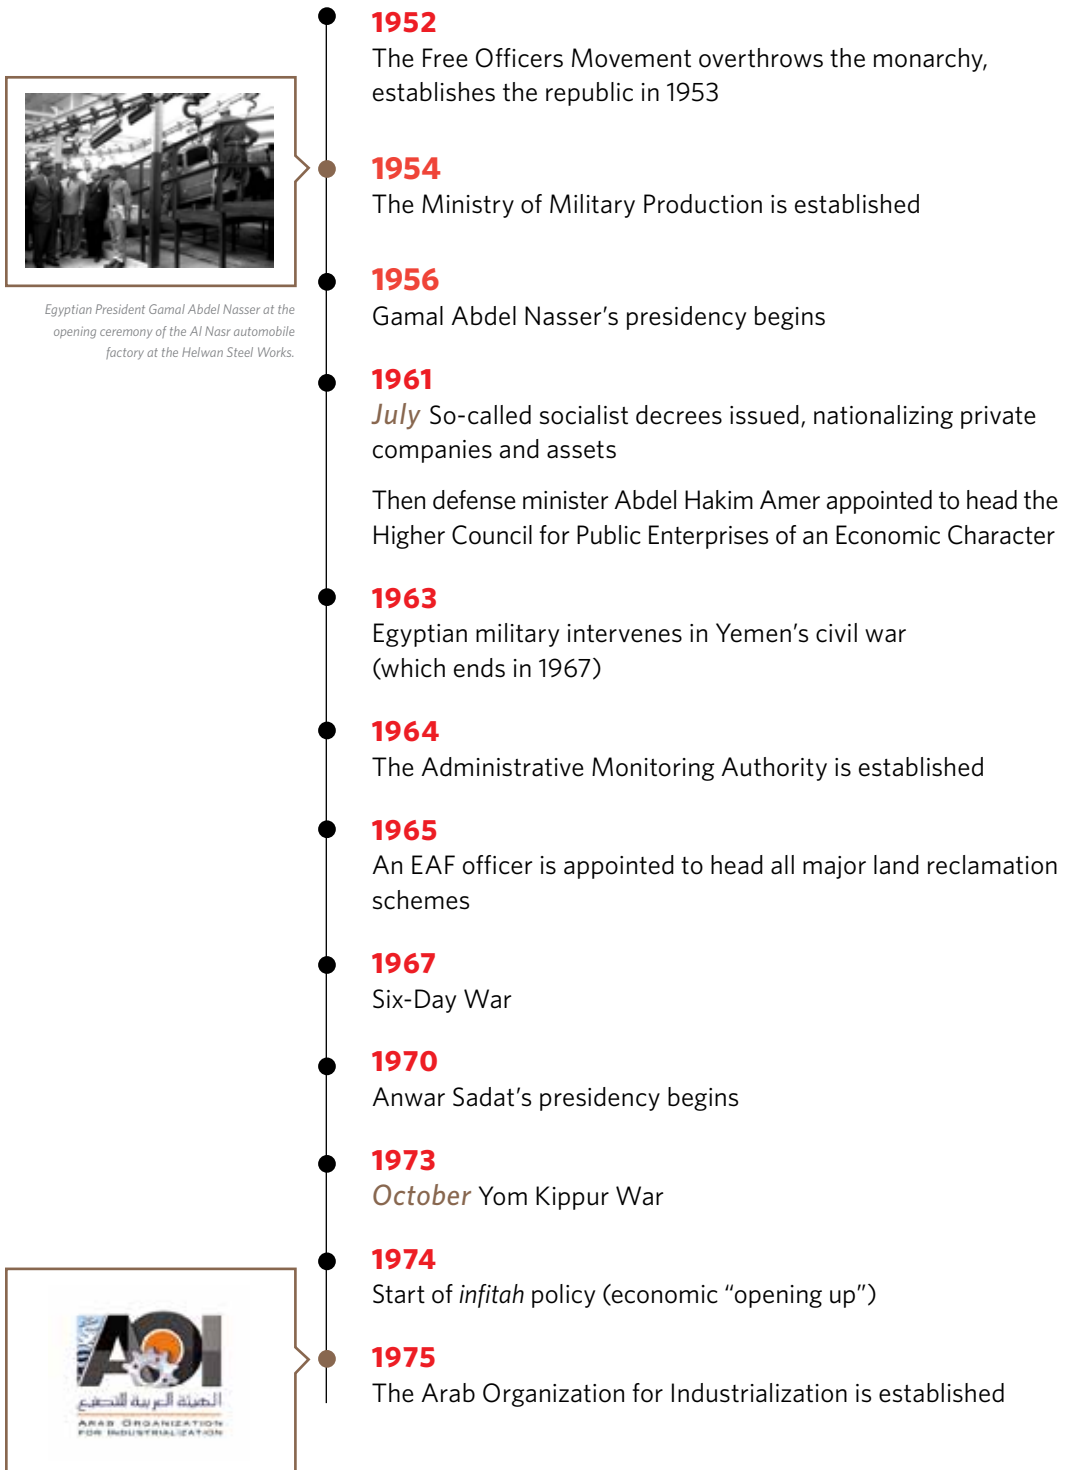 1952
The Free Officers Movement overthrows the monarchy,
establishes the republic in 1953
1954
The Ministry of Military Production is established
Egyptian President Gamal Abdel Nasser at the
opening ceremony of the Al Nasr automobile
factory at the Helwan Steel Works.
1956
Gamal Abdel Nasser’s presidency begins
1961
July So-called socialist decrees issued, nationalizing private
companies and assets
Then defense minister Abdel Hakim Amer appointed to head the
Higher Council for Public Enterprises of an Economic Character
1963
Egyptian military intervenes in Yemen’s civil war
(which ends in 1967)
1964
The Administrative Monitoring Authority is established
1965
An EAF officer is appointed to head all major land reclamation
schemes
1967
Six-Day War
1970
Anwar Sadat’s presidency begins
1973
October Yom Kippur War
1974
Start of infitah policy (economic “opening up”)
1975
The Arab Organization for Industrialization is established
AOI
الهيئة العربية للتصنيع
ARAB ORGANIZATION
FOR INDUSTRIALIZATION